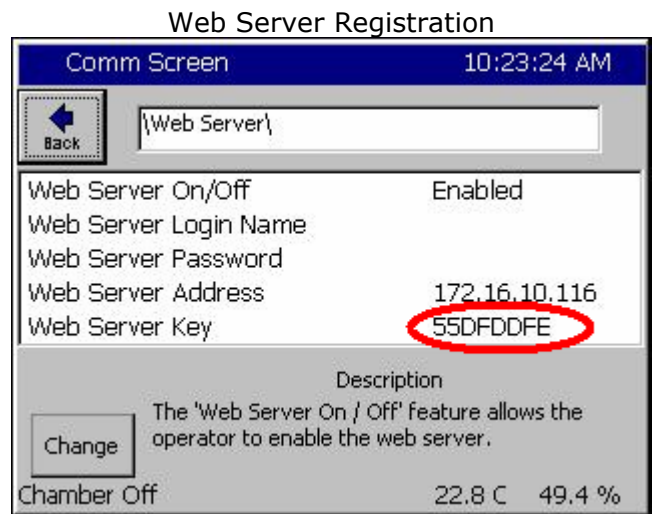 Web Server Registration
Comm Screen 10:23:24 AM
Back
\Web Server\
Web Server On/Off Enabled
Web Server Login Name
Web Server Password
Web Server Address 172.16.10.116
Web Server Key 55DFDDFE
Description
The 'Web Server On / Off' feature allows the
operator to enable the web server.
Change
Chamber Off 22.8 C 49.4 %